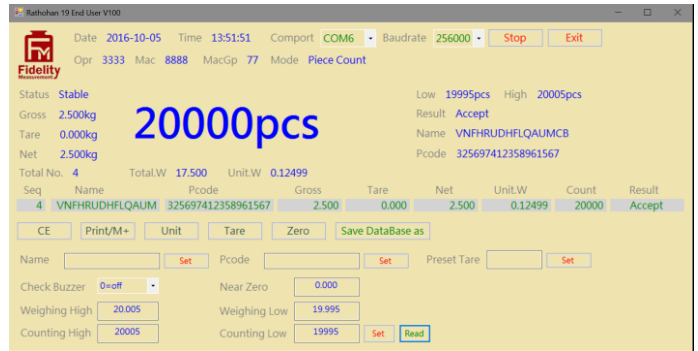 Rathohan 19 End User V100
Date 2016-10-05 Time 13:51:51 Comport COM6 Baudrate 256000 Stop Exit
FM
Fidelity
Measurement
Opr 3333 Mac 8888 MacGp 77 Mode Piece Count
Status Stable
Low 19995pcs High 20005pcs
Gross 2.500kg
20000pcs
Result Accept
Tare 0.000kg
Name VNFHRUDHFLQAUMCB
Net 2.500kg
Pcode 325697412358961567
Total No. 4 Total.W 17.500 Unit.W 0.12499
Seq Name Pcode Gross Tare Net Unit.W Count Result
4 VNFHRUDHFLQAUM 325697412358961567 2.500 0.000 2.500 0.12499 20000 Accept
CE Print/M+ Unit Tare Zero Save DataBase as
Name Set Pcode Set Preset Tare Set
Check Buzzer 0=off Near Zero 0.000
Weighing High 20.005 Weighing Low 19.995
Counting High 20005 Counting Low 19995 Set Read